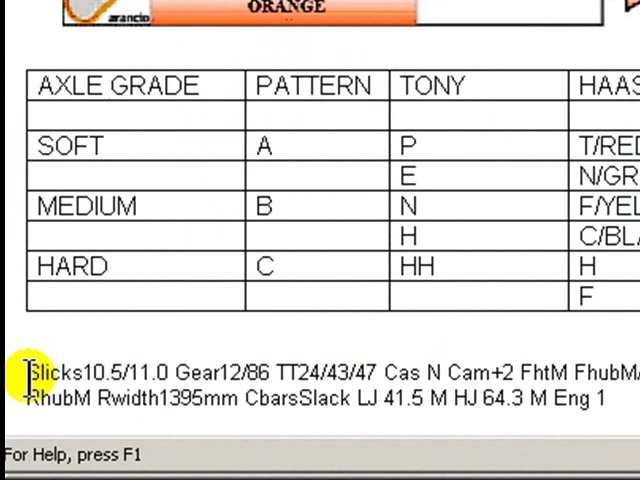 ORANGE
arancio
AXLE GRADE PATTERN TONY HAAS
SOFT A P T/RED
E N/GR
MEDIUM B N F/YEL
H C/BLA
HARD C HH H
F
Slicks10.5/11.0 Gear12/86 TT24/43/47 Cas N Cam+2 FhtM FhubM/
RhubM Rwidth1395mm CbarsSlack LJ 41.5 M HJ 64.3 M Eng 1
For Help, press F1